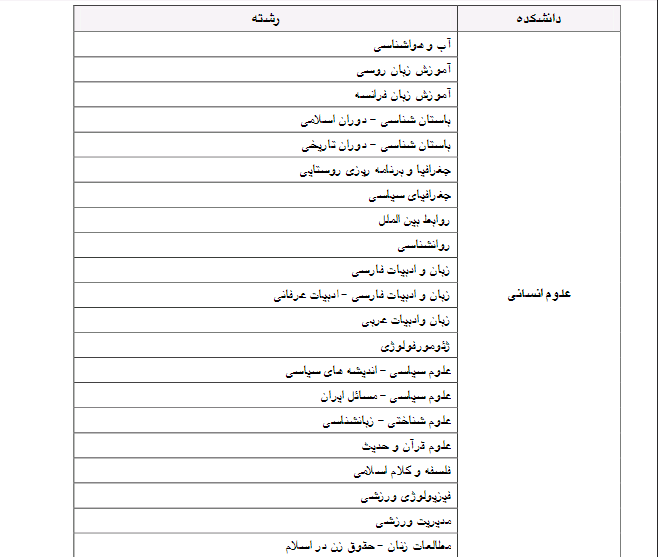 دانشکده
رشته
علوم انسانی
آب و هواشناسی
آموزش زبان روسی
آموزش زبان فرانسه
باستان شناسی - دوران اسلامی
باستان شناسی - دوران تاریخی
جغرافیا و برنامه ریزی روستایی
جغرافیای سیاسی
روابط بین الملل
روانشناسی
زبان و ادبیات فارسی
زبان و ادبیات فارسی - ادبیات عرفانی
زبان وادبیات عربی
ژئومورفولوژی
علوم سیاسی - اندیشه های سیاسی
علوم سیاسی - مسائل ایران
علوم شناختی - زبانشناسی
علوم قرآن و حدیث
فلسفه و کلام اسلامی
فیزیولوژی ورزشی
مدیریت ورزشی
مطالعات زنان - حقوق زن در اسلام